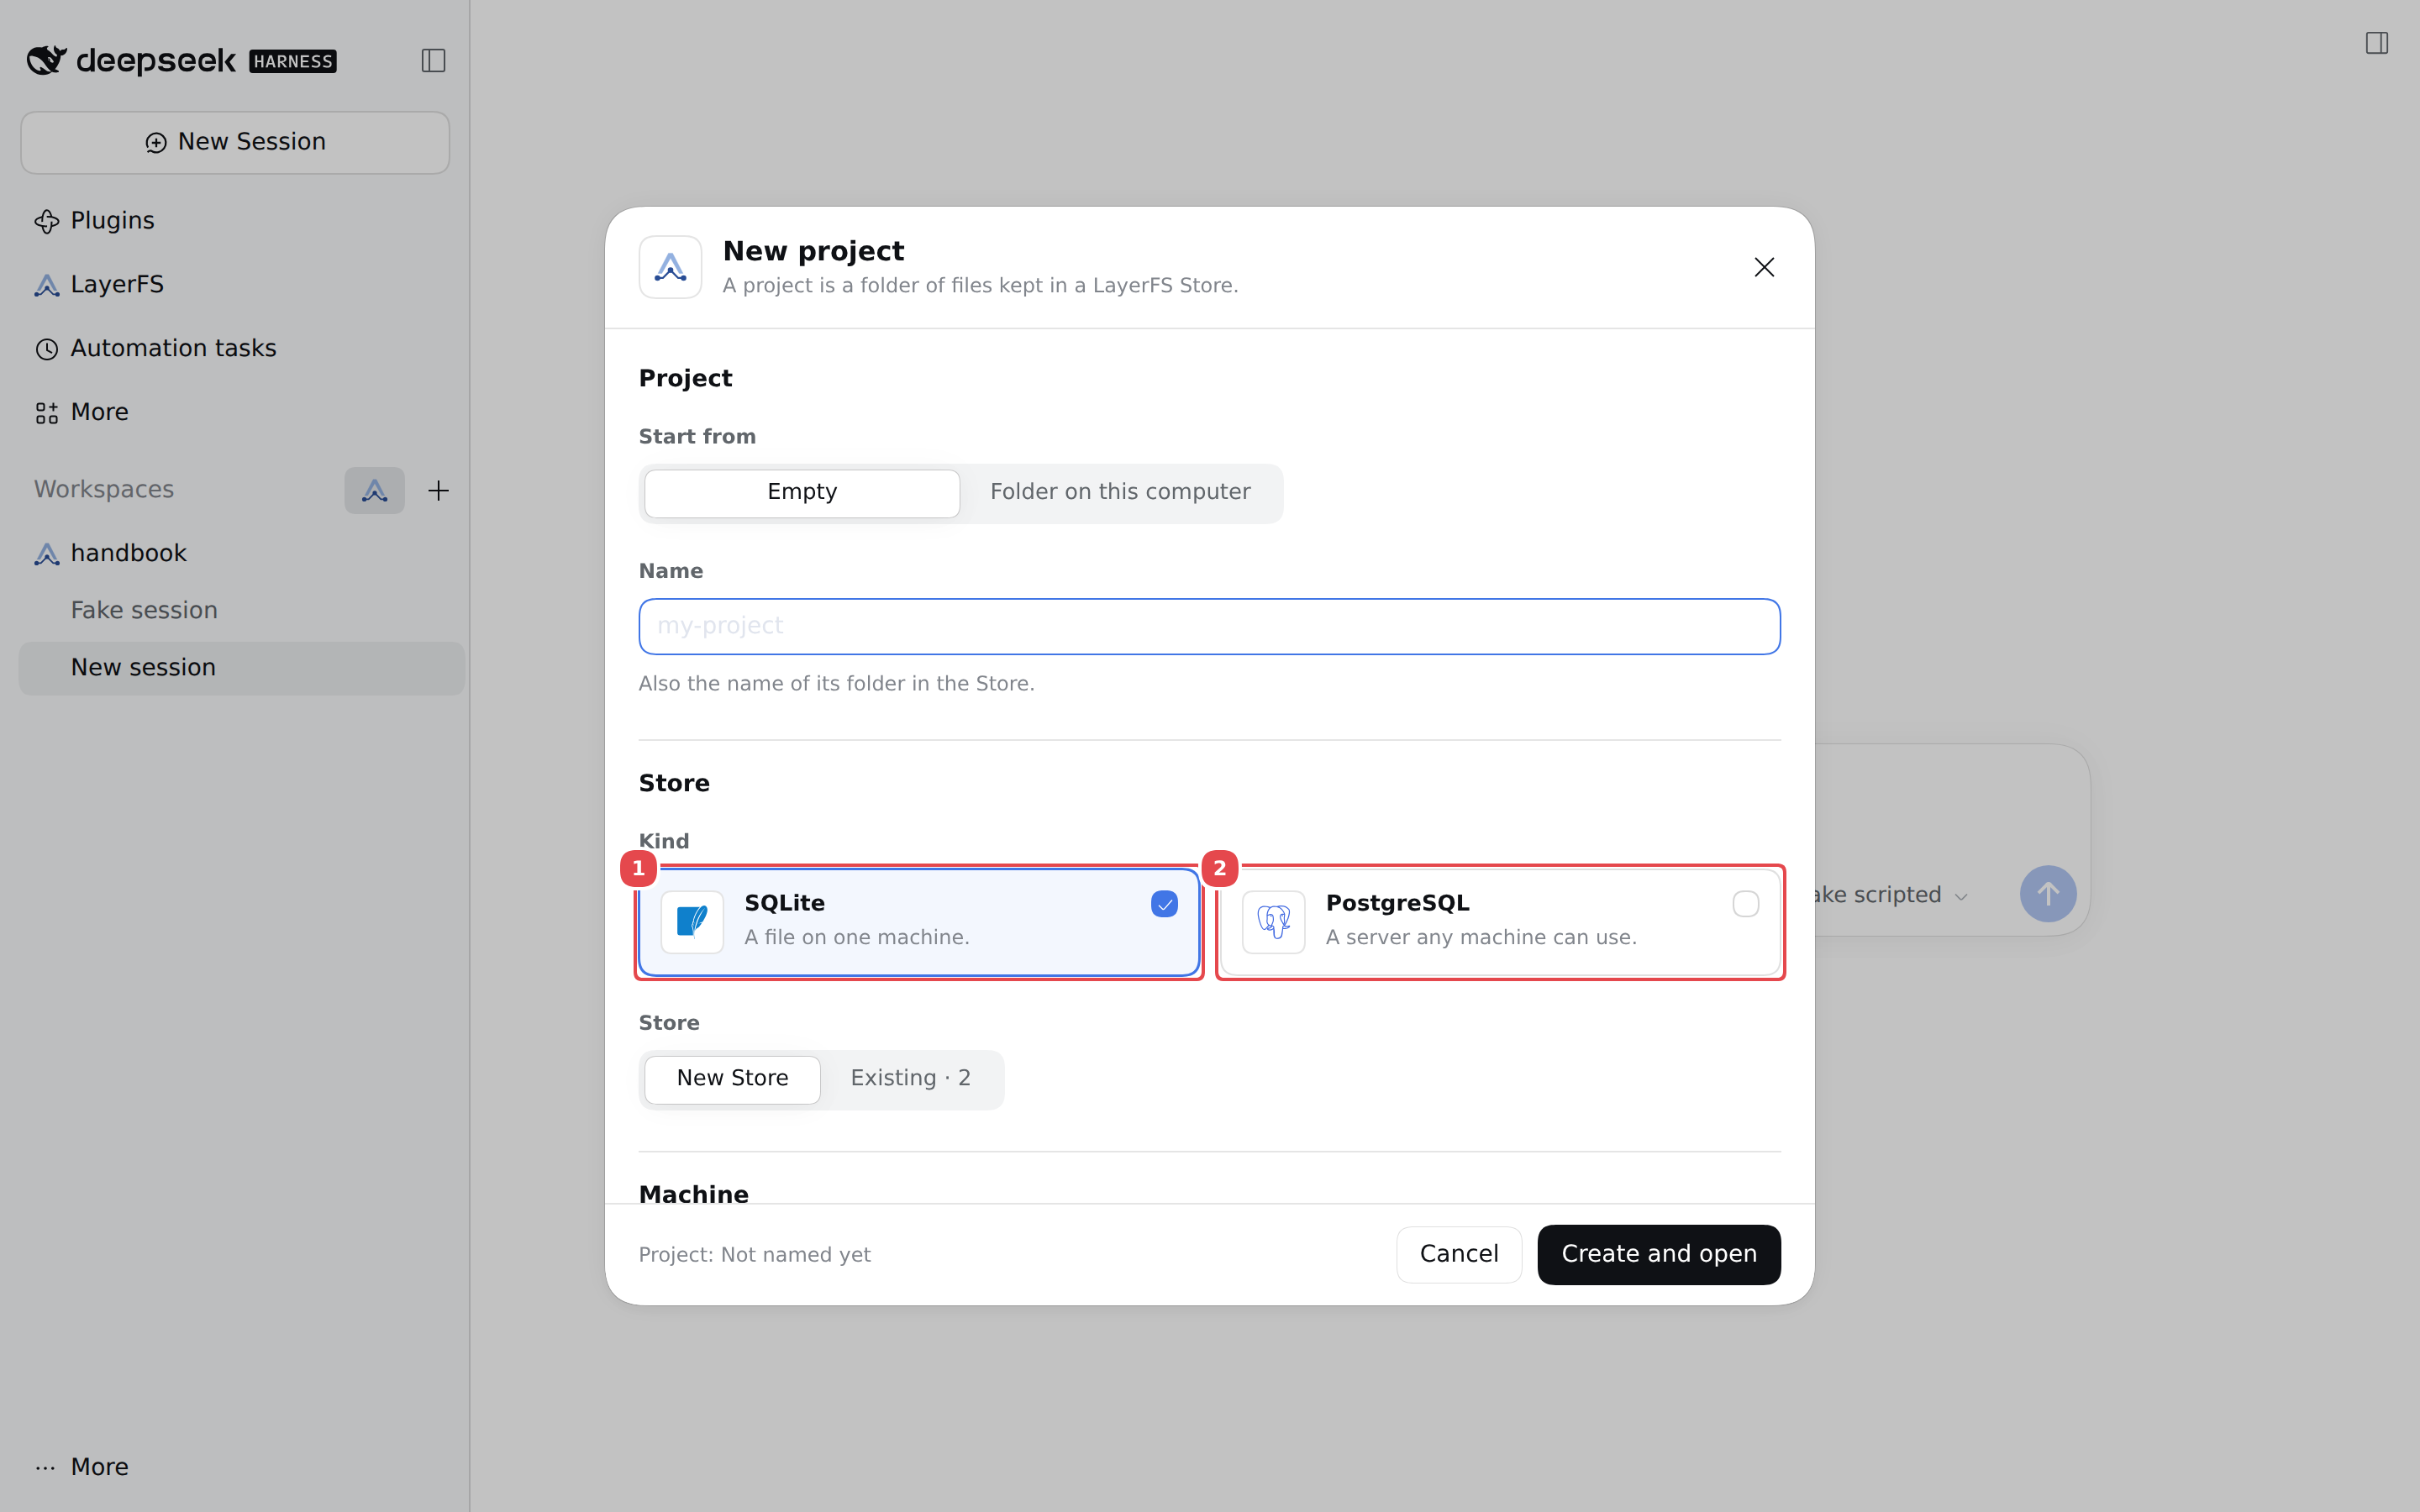 deepseek HARNESS
New Session
Plugins
LayerFS
Automation tasks
More
Workspaces
handbook
Fake session
New session
More
New project
A project is a folder of files kept in a LayerFS Store.
Project
Start from
Empty
Folder on this computer
Name
my-project
Also the name of its folder in the Store.
Store
Kind
1
SQLite
A file on one machine.
2
PostgreSQL
A server any machine can use.
Store
New Store
Existing · 2
Machine
Project: Not named yet
Cancel
Create and open
scripted